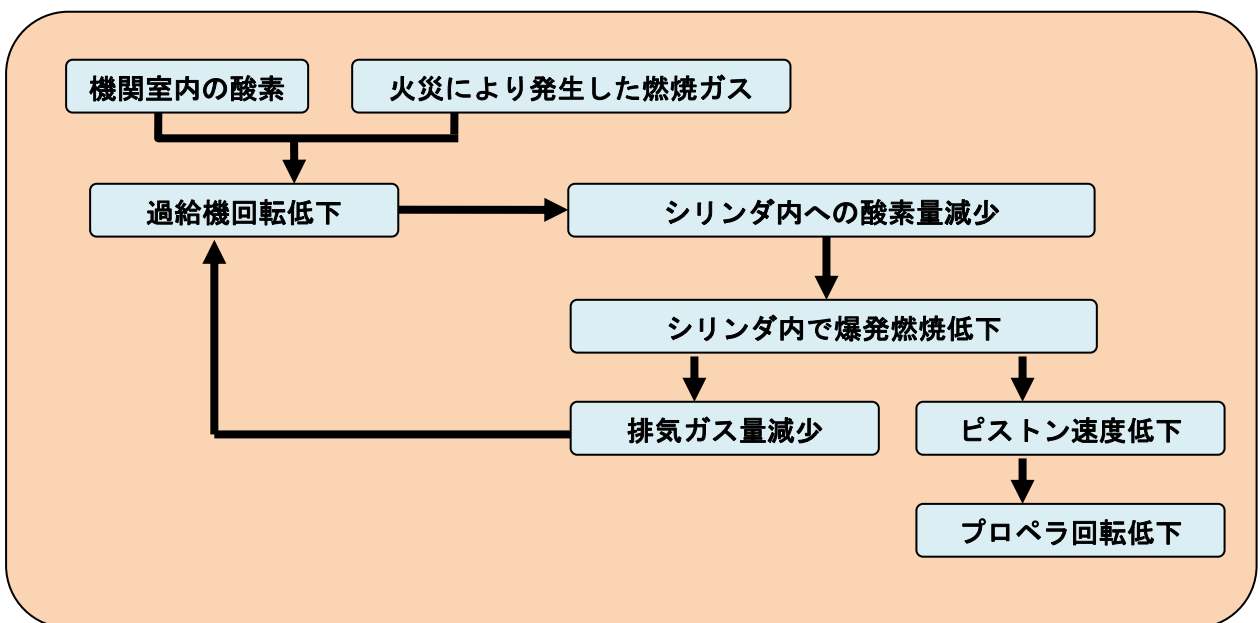 機関室内の酸素
火災により発生した燃焼ガス
過給機回転低下
シリンダ内への酸素量減少
シリンダ内で爆発燃焼低下
排気ガス量減少
ピストン速度低下
プロペラ回転低下